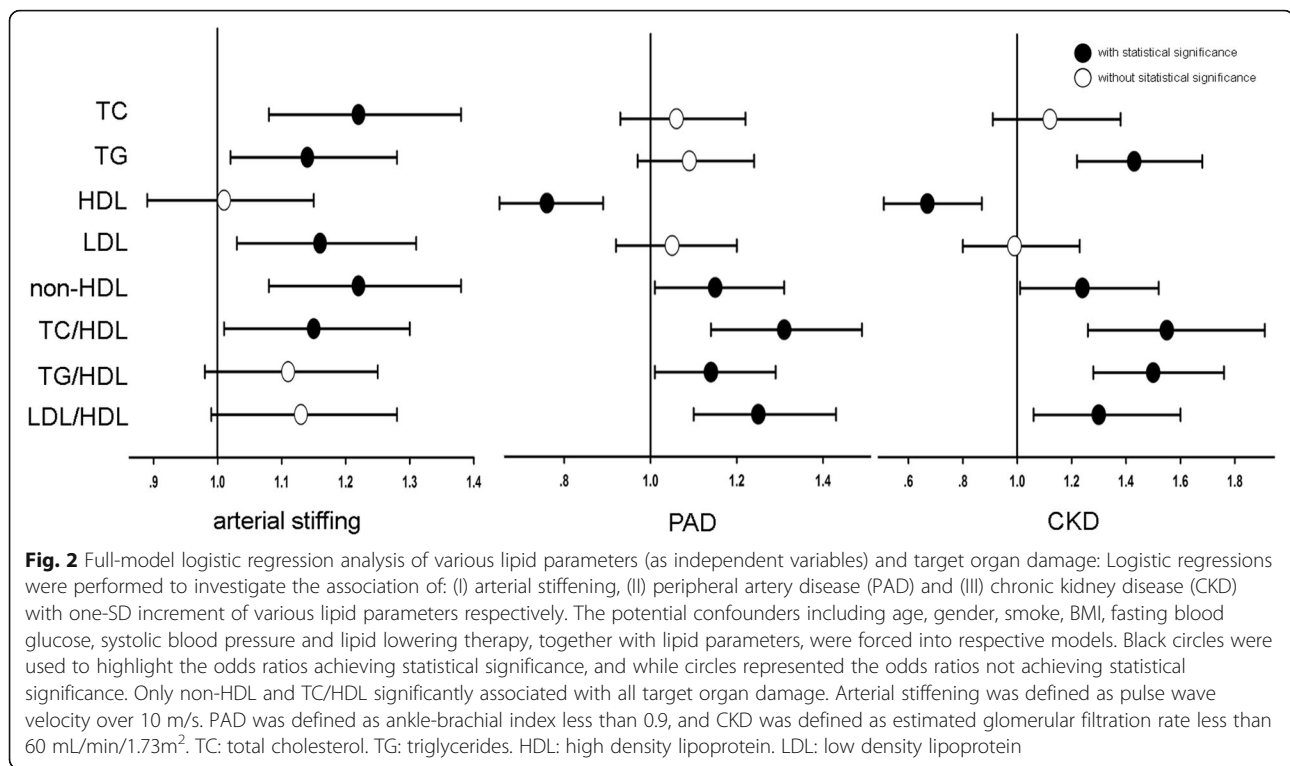 with statistical significance
without sitatistical significance
TC
TG
HDL
LDL
non-HDL
TC/HDL
TG/HDL
LDL/HDL
.9 1.0 1.1 1.2 1.3 1.4
.8 1.0 1.2 1.4
.6 .8 1.0 1.2 1.4 1.6 1.8
arterial stiffing
PAD
CKD
Fig. 2 Full-model logistic regression analysis of various lipid parameters (as independent variables) and target organ damage: Logistic regressions
were performed to investigate the association of: (I) arterial stiffening, (II) peripheral artery disease (PAD) and (III) chronic kidney disease (CKD)
with one-SD increment of various lipid parameters respectively. The potential confounders including age, gender, smoke, BMI, fasting blood
glucose, systolic blood pressure and lipid lowering therapy, together with lipid parameters, were forced into respective models. Black circles were
used to highlight the odds ratios achieving statistical significance, and while circles represented the odds ratios not achieving statistical
significance. Only non-HDL and TC/HDL significantly associated with all target organ damage. Arterial stiffening was defined as pulse wave
velocity over 10 m/s. PAD was defined as ankle-brachial index less than 0.9, and CKD was defined as estimated glomerular filtration rate less than
60 mL/min/1.73m². TC: total cholesterol. TG: triglycerides. HDL: high density lipoprotein. LDL: low density lipoprotein